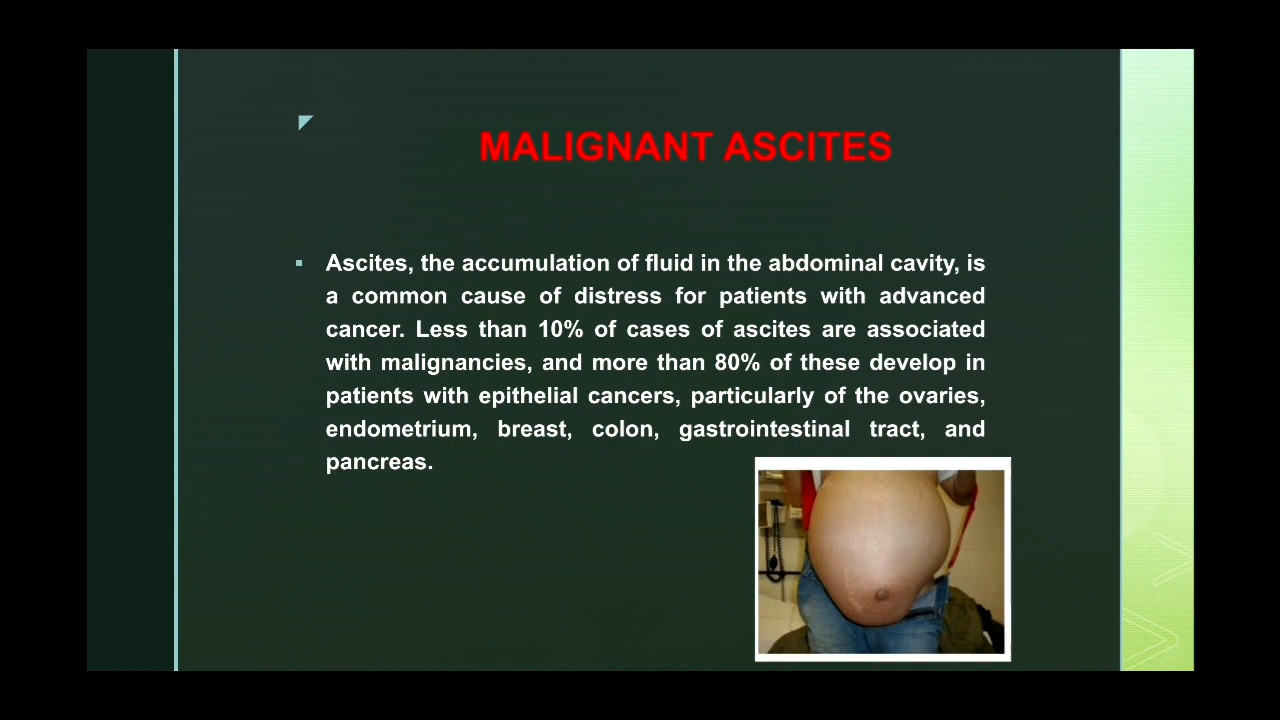 MALIGNANT ASCITES
Ascites, the accumulation of fluid in the abdominal cavity, is
a common cause of distress for patients with advanced
cancer. Less than 10% of cases of ascites are associated
with malignancies, and more than 80% of these develop in
patients with epithelial cancers, particularly of the ovaries,
endometrium, breast, colon, gastrointestinal tract, and
pancreas.